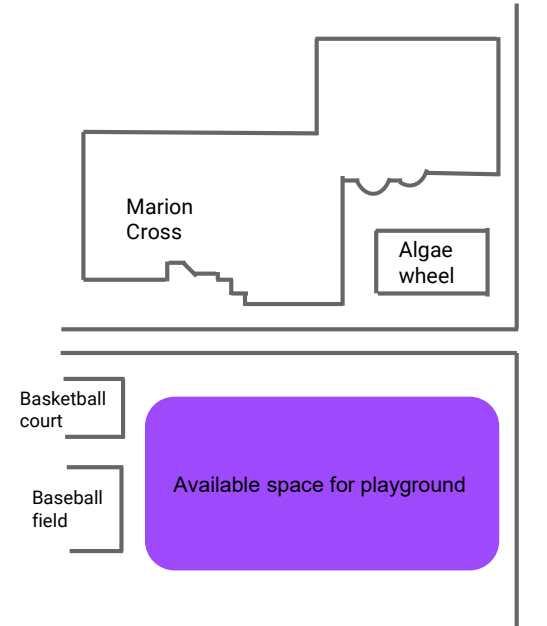 Marion
Cross
Algae
wheel
Basketball
court
Available space for playground
Baseball
field